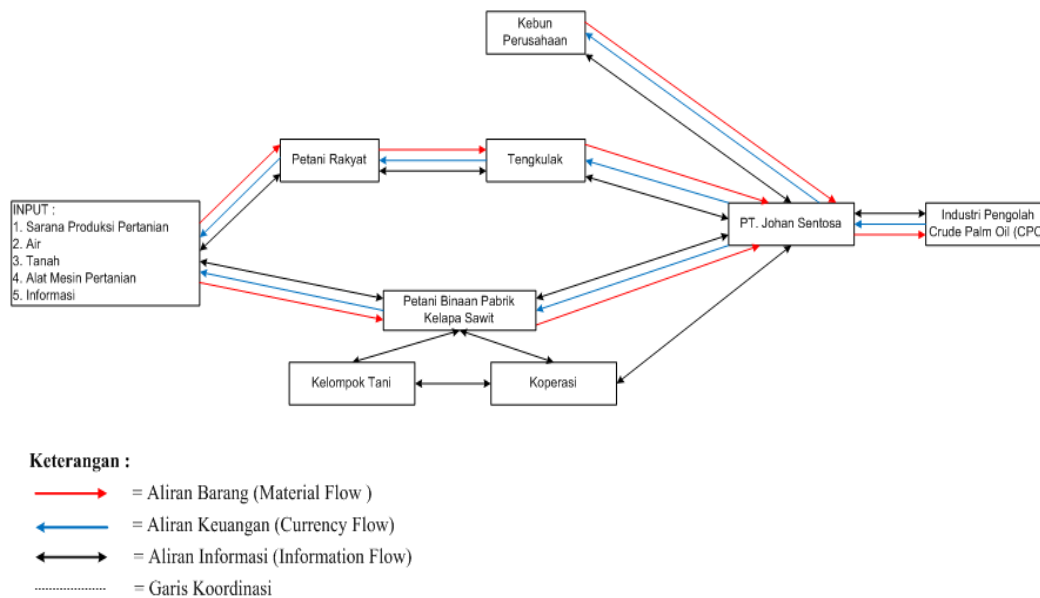 Kebun
Perusahaan
Petani Rakyat
Tengkulak
INPUT :
1. Sarana Produksi Pertanian
2. Air
3. Tanah
4. Alat Mesin Pertanian
5. Informasi
PT. Johan Sentosa
Industri Pengolah
Crude Palm Oil (CPO
Petani Binaan Pabrik
Kelapa Sawit
Kelompok Tani
Koperasi
Keterangan :
= Aliran Barang (Material Flow )
= Aliran Keuangan (Currency Flow)
= Aliran Informasi (Information Flow)
= Garis Koordinasi